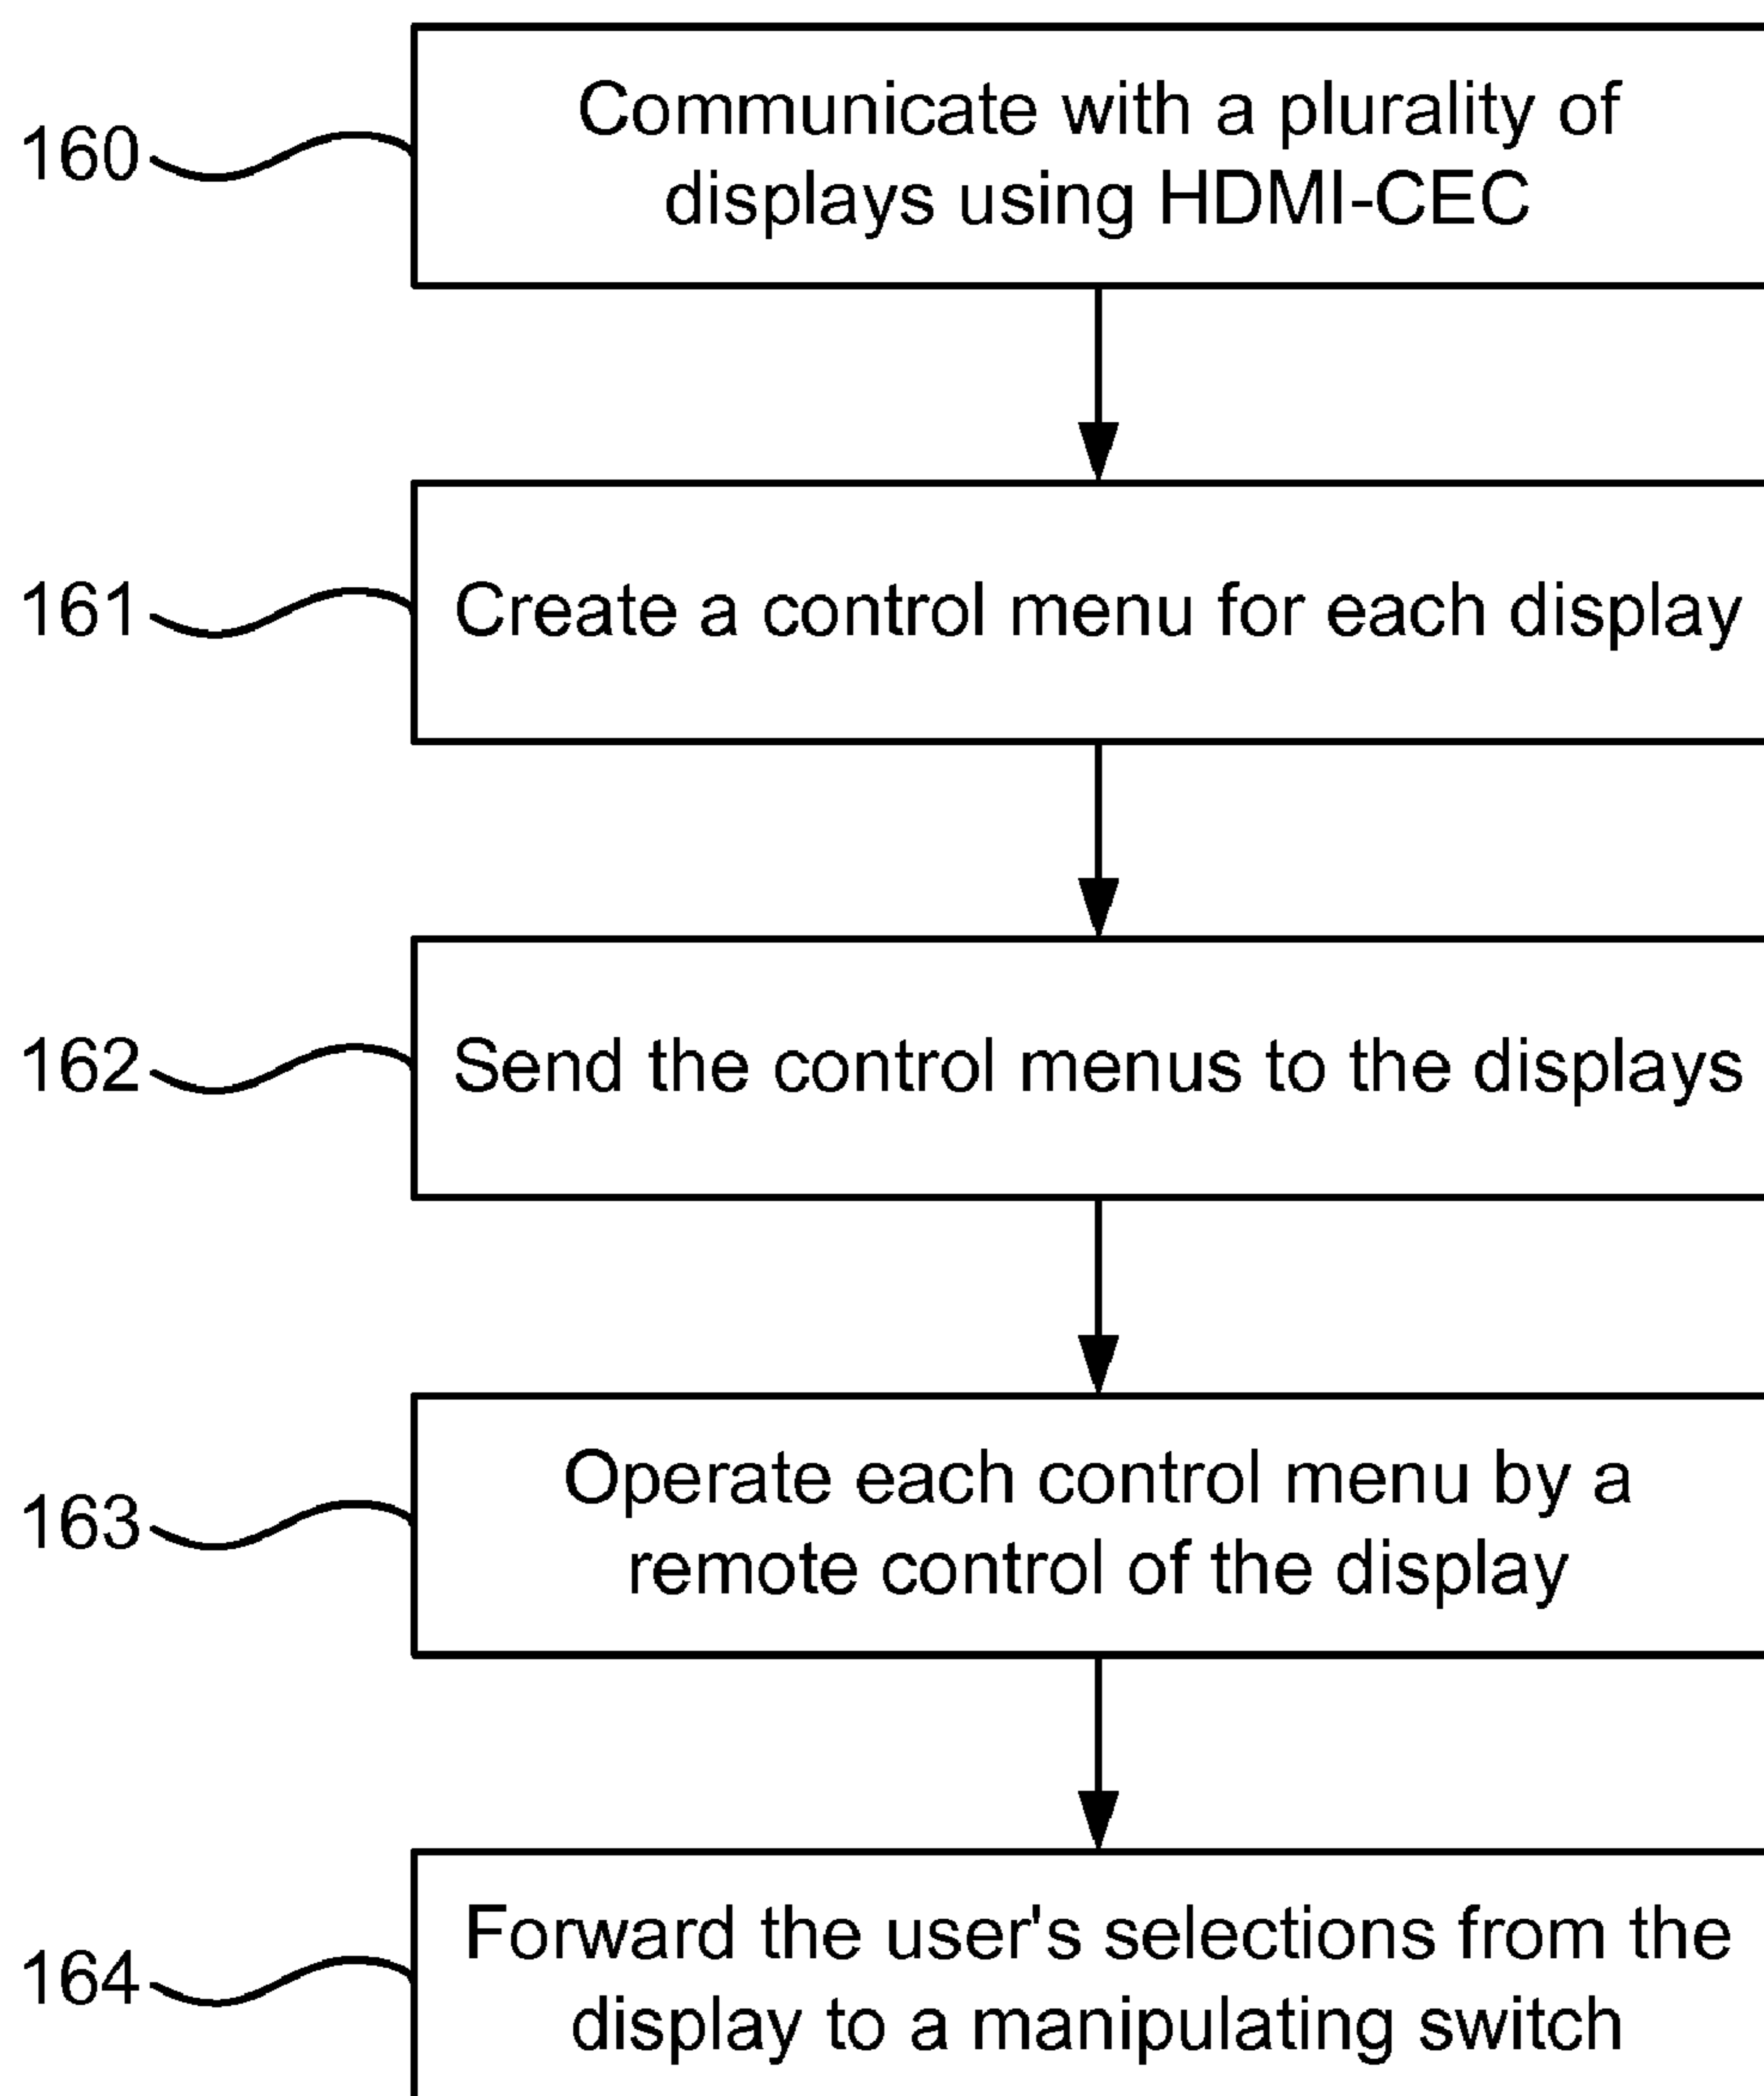 160
Communicate with a plurality of
displays using HDMI-CEC
161
Create a control menu for each display
162
Send the control menus to the displays
163
Operate each control menu by a
remote control of the display
164
Forward the user's selections from the
display to a manipulating switch